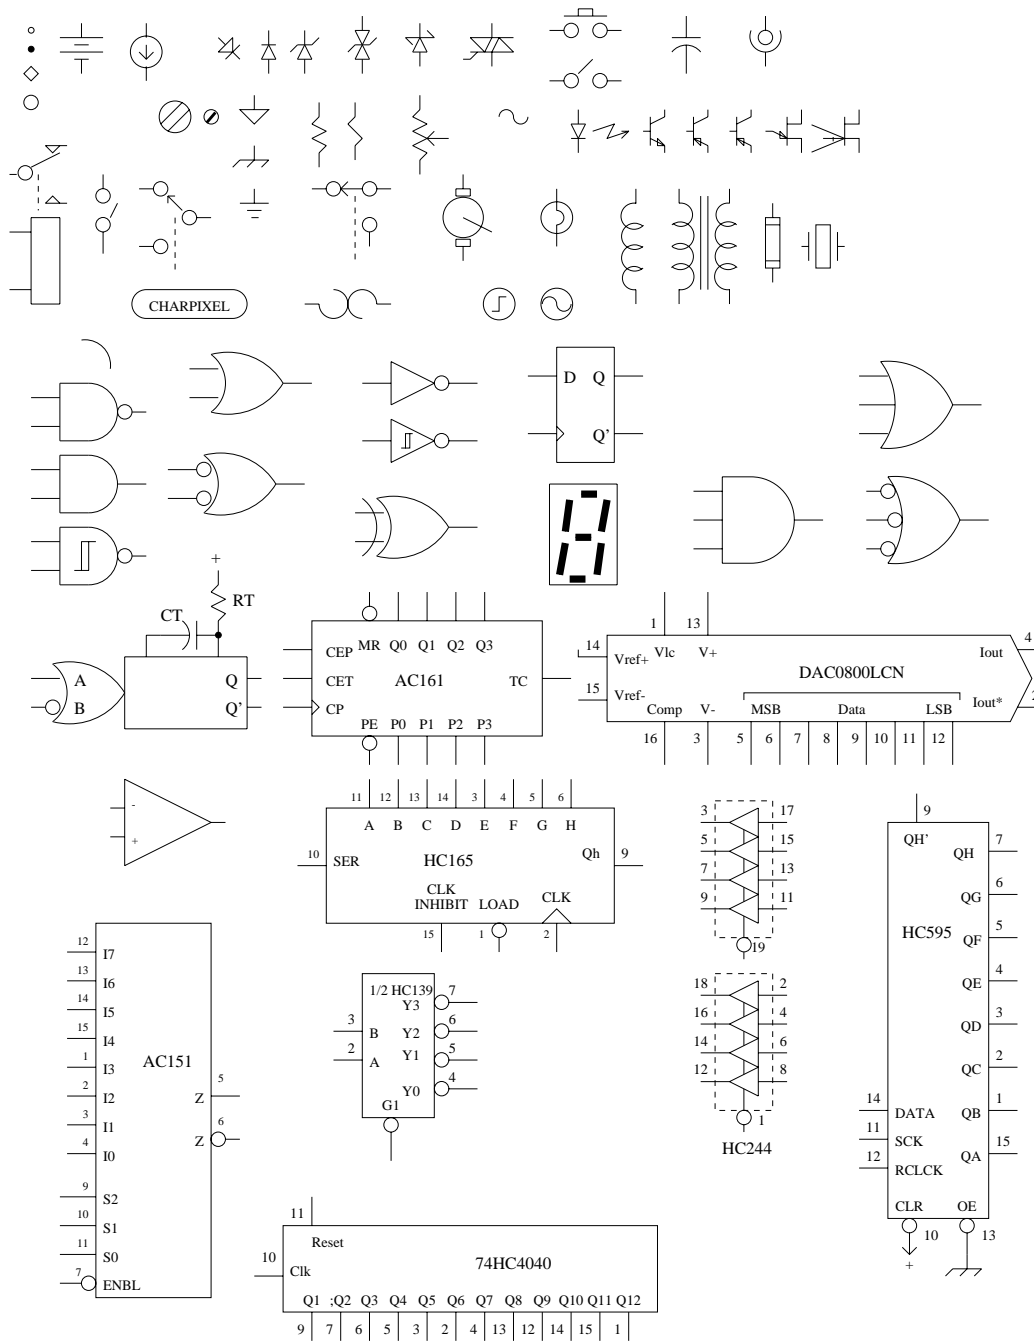 CHARPIXEL
D Q
Q'
+
RT
CT
A
B
Q
Q'
MR Q0 Q1 Q2 Q3
CEP
CET
CP
AC161
TC
PE P0 P1 P2 P3
1 13
14 Vref+ Vlc V+ Iout 4
DAC0800LCN
15 Vref-
Comp V- MSB Data LSB Iout*
16 3 5 6 7 8 9 10 11 12
-
+
11 12 13 14 3 4 5 6
A B C D E F G H
10 SER HC165 Qh 9
CLK
INHIBIT LOAD CLK
15 1 2
3 17
5 15
7 13
9 11
19
18 2
16 4
14 6
12 8
1
HC244
9
QH'
QH 7
QG 6
HC595
QF 5
QE 4
QD 3
QC 2
QB 1
QA 15
14 DATA
11 SCK
12 RCLCK
CLR OE
10 13
+
12 I7
13 I6
14 I5
15 I4
1 I3
2 I2
3 I1
4 I0
AC151
Z 5
Z 6
9 S2
10 S1
11 S0
7 ENBL
1/2 HC139
Y3 7
3 B Y2 6
2 A Y1 5
Y0 4
G1
11
Reset
10 Clk
74HC4040
Q1 ;Q2 Q3 Q4 Q5 Q6 Q7 Q8 Q9 Q10 Q11 Q12
9 7 6 5 3 2 4 13 12 14 15 1